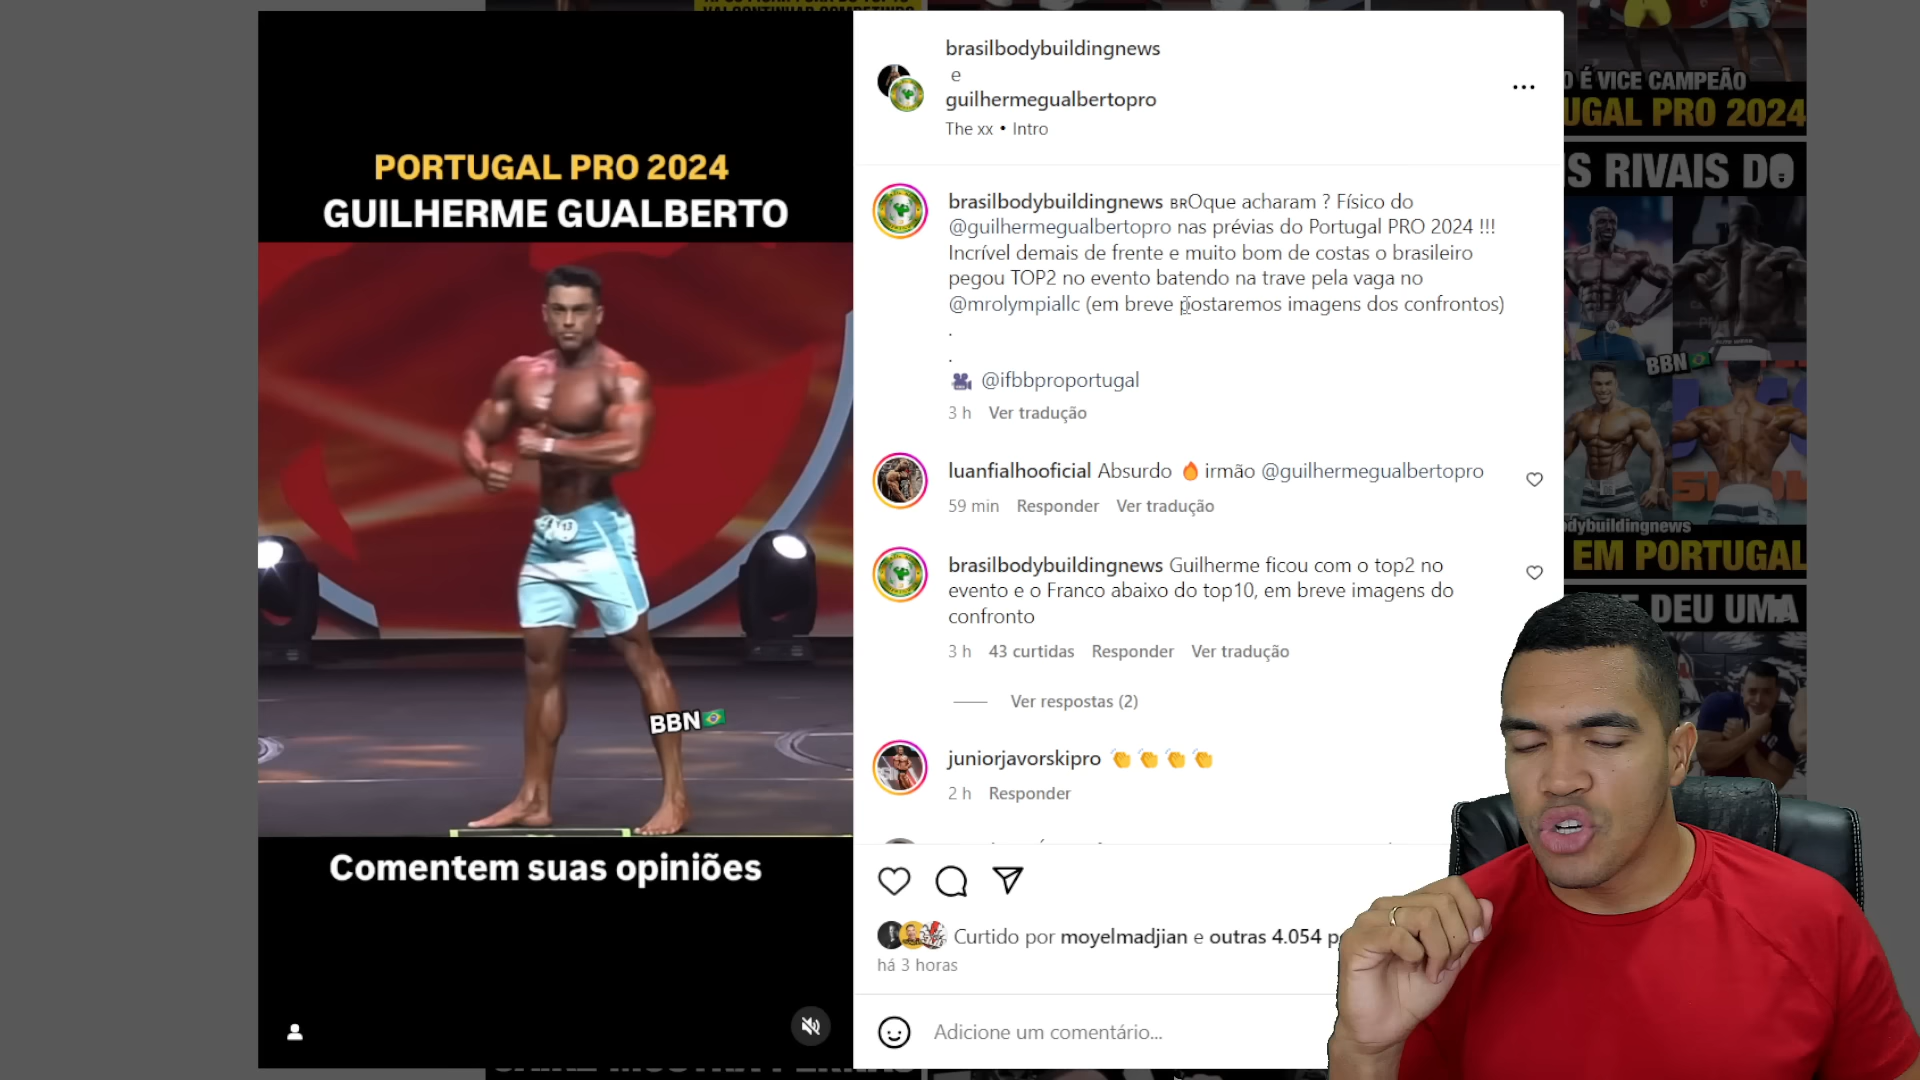 VAI CONTINUAR COMPETINDO
PORTUGAL PRO 2024
GUILHERME GUALBERTO
BBN
Comentem suas opiniões
brasilbodybuildingnews
e
guilhermegualbertopro
The xx • Intro
brasilbodybuildingnews BROque acharam ? Físico do
@guilhermegualbertopro nas prévias do Portugal PRO 2024 !!!
Incrível demais de frente e muito bom de costas o brasileiro
pegou TOP2 no evento batendo na trave pela vaga no
@mrolympiallc (em breve postaremos imagens dos confrontos)
.
.
🎥 @ifbbproportugal
3 h Ver tradução
luanfialhooficial Absurdo 🔥 irmão @guilhermegualbertopro
59 min Responder Ver tradução
brasilbodybuildingnews Guilherme ficou com o top2 no
evento e o Franco abaixo do top10, em breve imagens do
confronto
3 h 43 curtidas Responder Ver tradução
Ver respostas (2)
juniorjavorskipro 👏👏👏👏
2 h Responder
Curtido por moyelmadjian e outras 4.054 p
há 3 horas
Adicione um comentário...
O É VICE CAMPEÃO
UGAL PRO 2024
S RIVAIS DO
BBN
dybuildingnews
EM PORTUGAL
DEU UMA